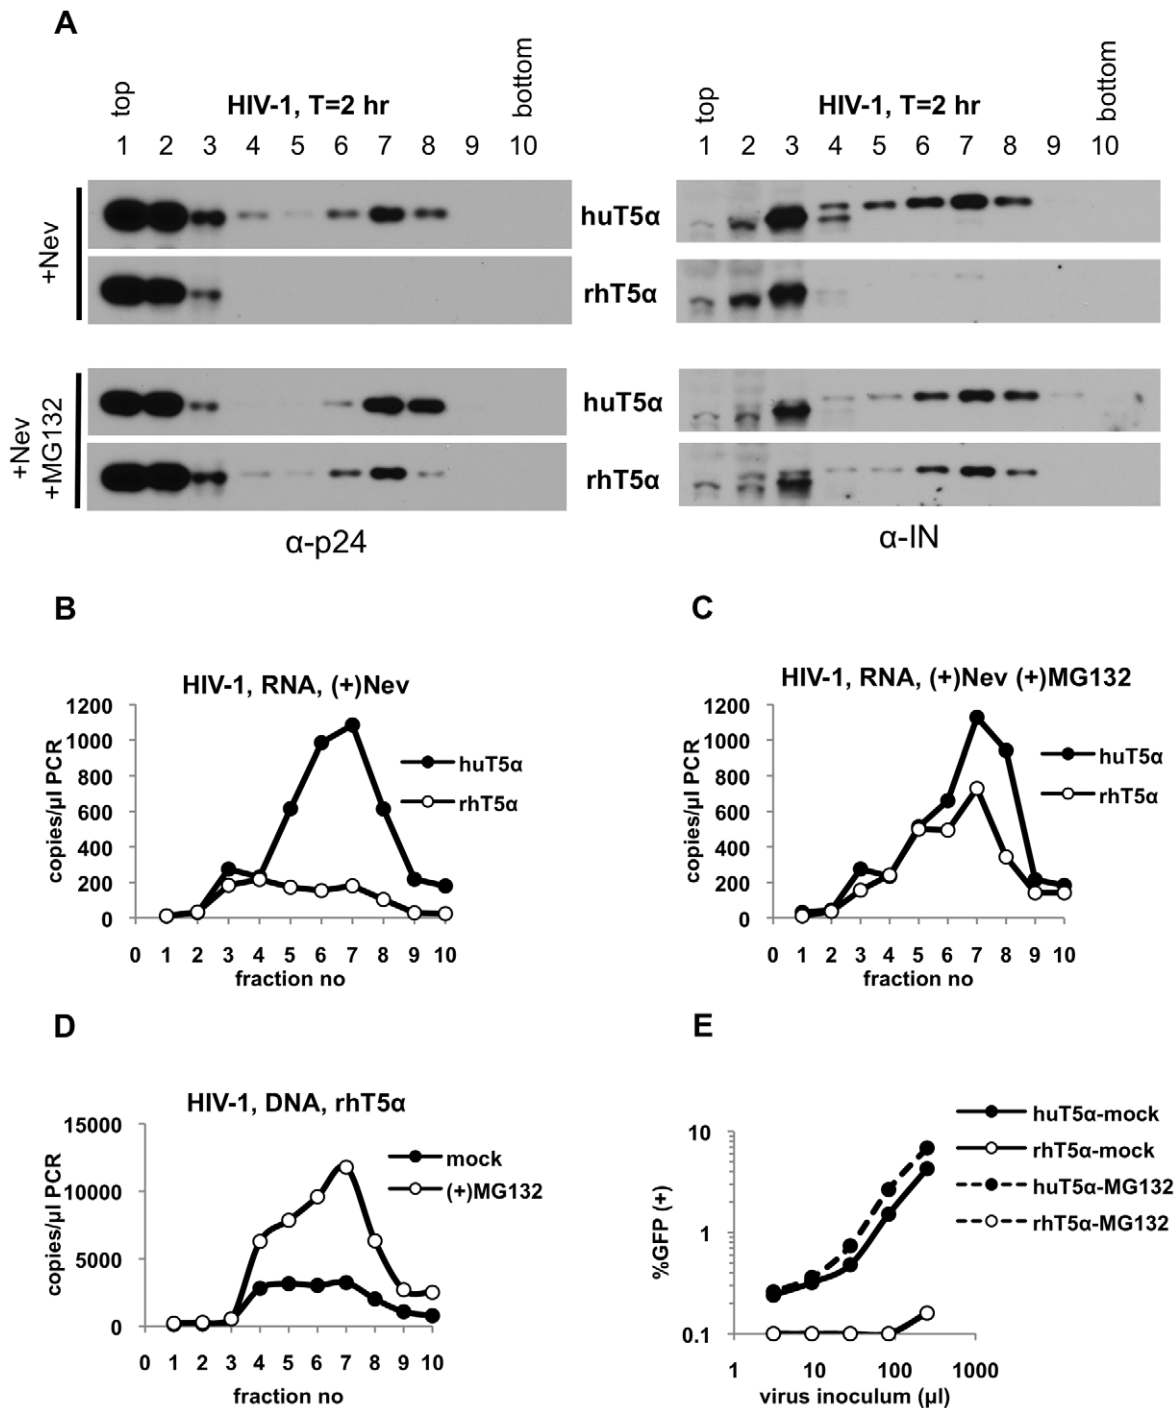 A
top
HIV-1, T=2 hr
bottom
1 2 3 4 5 6 7 8 9 10
top
HIV-1, T=2 hr
bottom
1 2 3 4 5 6 7 8 9 10
+Nev
huT5α
rhT5α
+Nev
+MG132
huT5α
rhT5α
α-p24
α-IN
B
HIV-1, RNA, (+)Nev
copies/µl PCR
1200
1000
800
600
400
200
0
0 1 2 3 4 5 6 7 8 9 10
fraction no
huT5α
rhT5α
C
HIV-1, RNA, (+)Nev (+)MG132
copies/µl PCR
1200
1000
800
600
400
200
0
0 1 2 3 4 5 6 7 8 9 10
fraction no
huT5α
rhT5α
D
HIV-1, DNA, rhT5α
copies/µl PCR
15000
10000
5000
0
0 1 2 3 4 5 6 7 8 9 10
fraction no
mock
(+)MG132
E
%GFP (+)
10
1
0.1
1 10 100 1000
virus inoculum (µl)
huT5α-mock
rhT5α-mock
huT5α-MG132
rhT5α-MG132